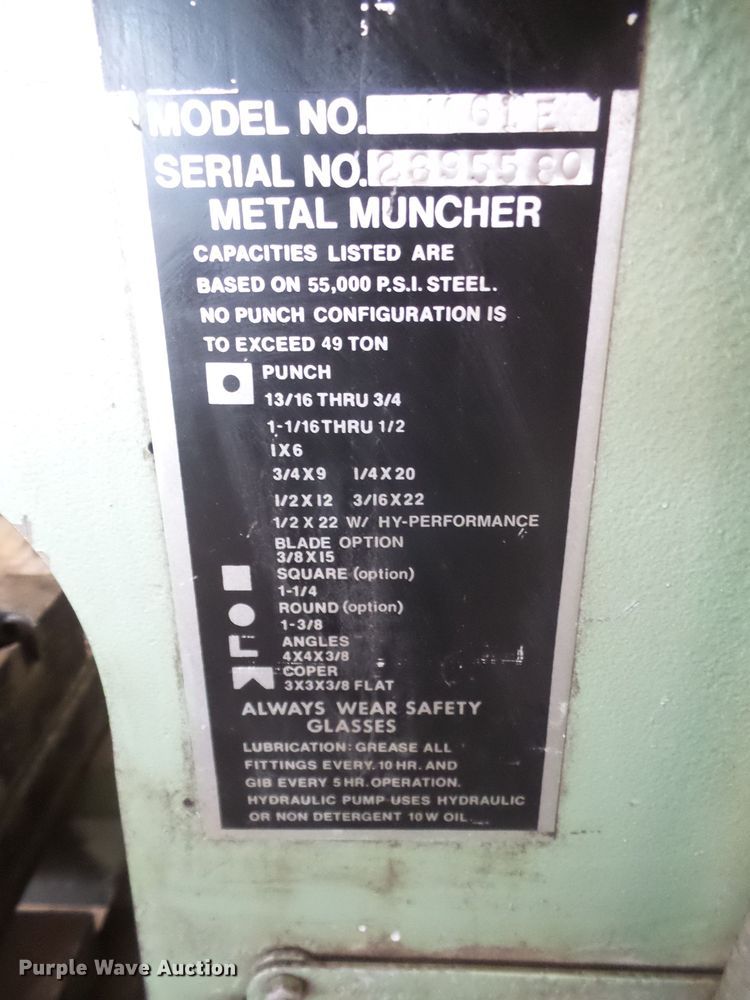 MODEL NO.
SERIAL NO.
METAL MUNCHER
CAPACITIES LISTED ARE
BASED ON 55,000 P.S.I. STEEL.
NO PUNCH CONFIGURATION IS
TO EXCEED 49 TON
PUNCH
13/16 THRU 3/4
1-1/16 THRU 1/2
1X6
3/4X9 1/4X20
1/2X12 3/16X22
1/2 X 22 W/ HY-PERFORMANCE
BLADE OPTION
3/8X15
SQUARE (option)
1-1/4
ROUND (option)
1-3/8
ANGLES
4X4X3/8
COPER
3X3X3/8 FLAT
ALWAYS WEAR SAFETY
GLASSES
LUBRICATION: GREASE ALL
FITTINGS EVERY 10 HR. AND
GIB EVERY 5 HR. OPERATION.
HYDRAULIC PUMP USES HYDRAULIC
OR NON DETERGENT 10 W OIL
Purple Wave Auction